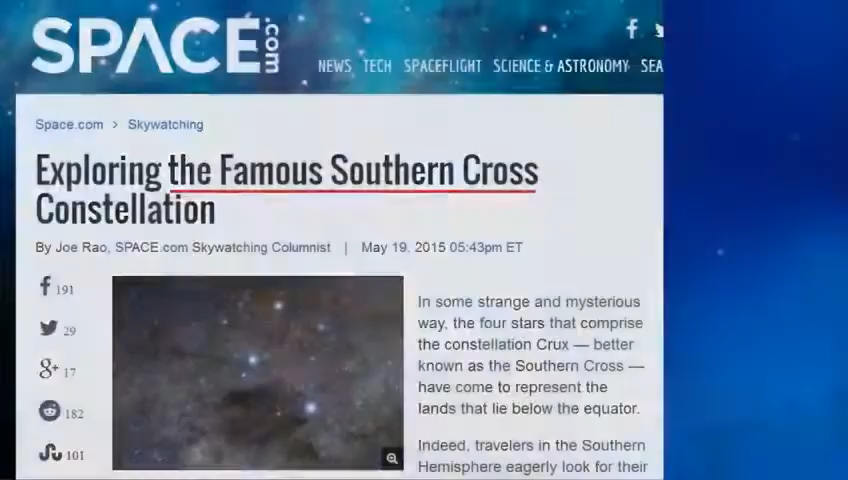 SPACE.com
NEWS TECH SPACEFLIGHT SCIENCE & ASTRONOMY SEA
Space.com > Skywatching
Exploring the Famous Southern Cross
Constellation
By Joe Rao, SPACE.com Skywatching Columnist | May 19, 2015 05:43pm ET
191
29
17
182
101
In some strange and mysterious
way, the four stars that comprise
the constellation Crux — better
known as the Southern Cross —
have come to represent the
lands that lie below the equator.
Indeed, travelers in the Southern
Hemisphere eagerly look for their